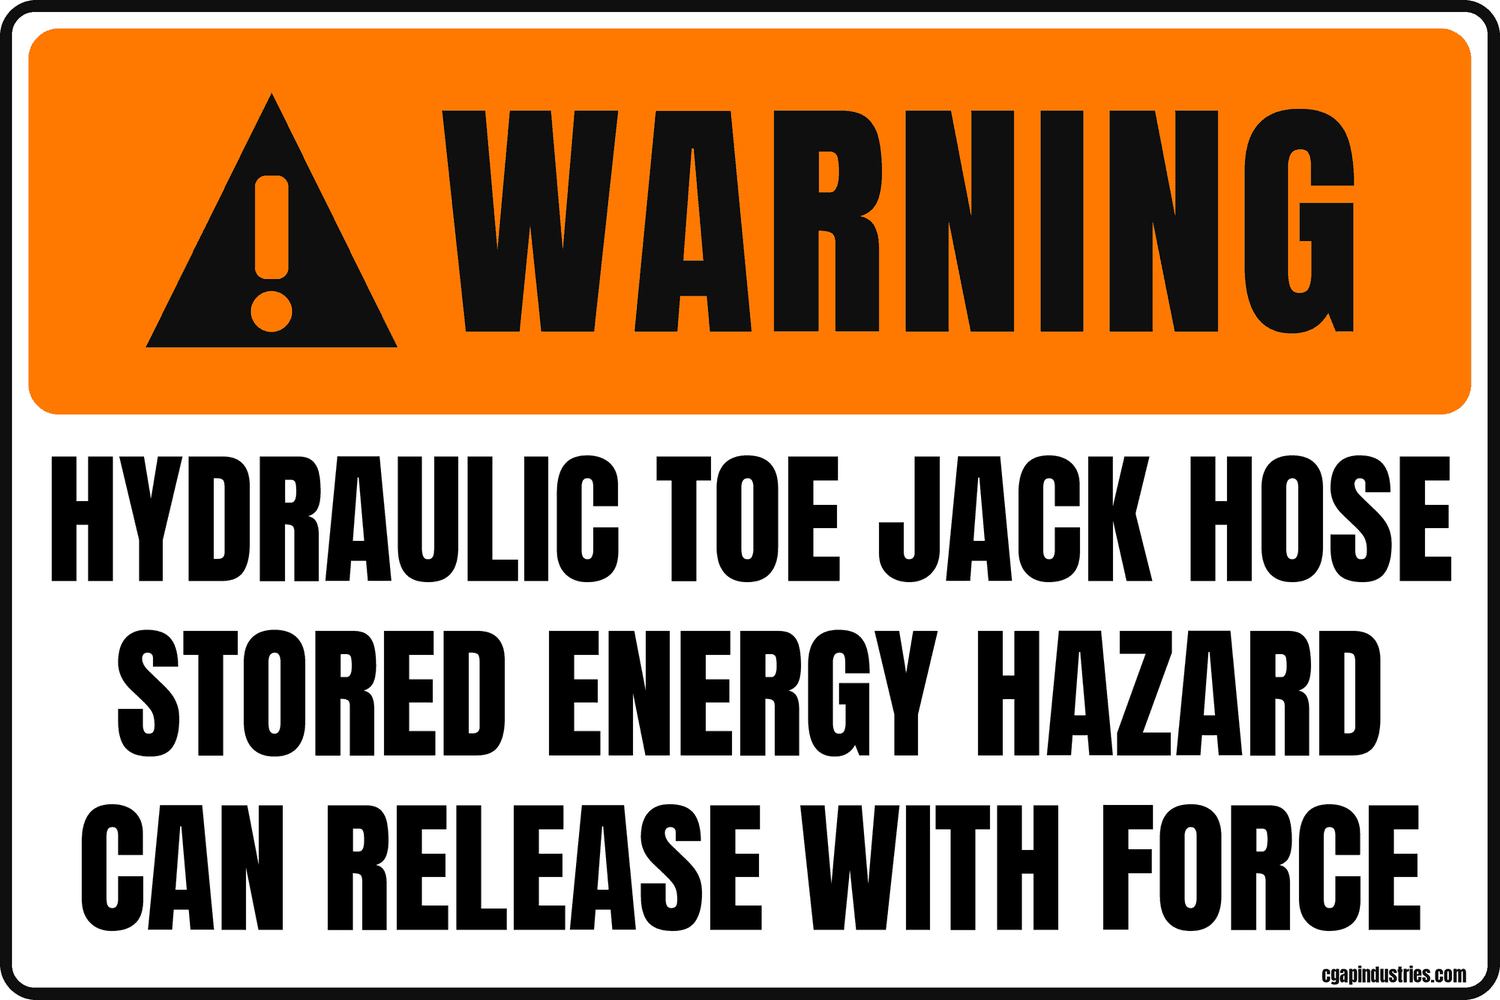 WARNING
HYDRAULIC TOE JACK HOSE
STORED ENERGY HAZARD
CAN RELEASE WITH FORCE
cgapindustries.com